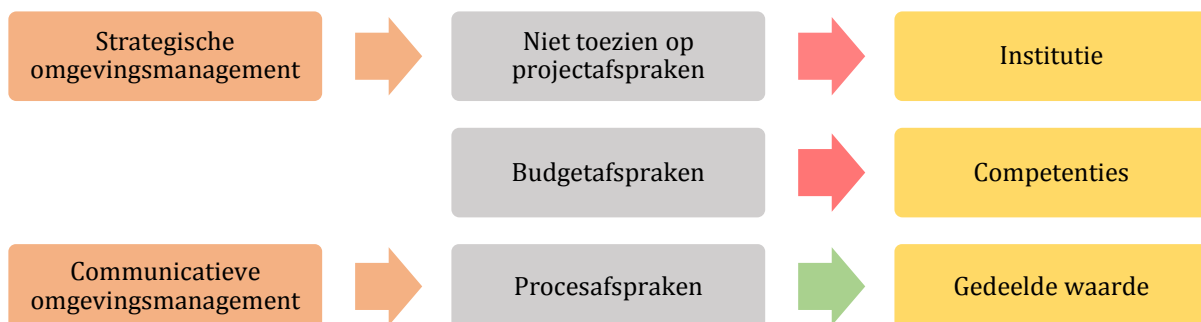 Strategische
omgevingsmanagement
Niet toezien op
projectafspraken
Institutie
Budgetafspraken
Competenties
Communicatieve
omgevingsmanagement
Procesafspraken
Gedeelde waarde